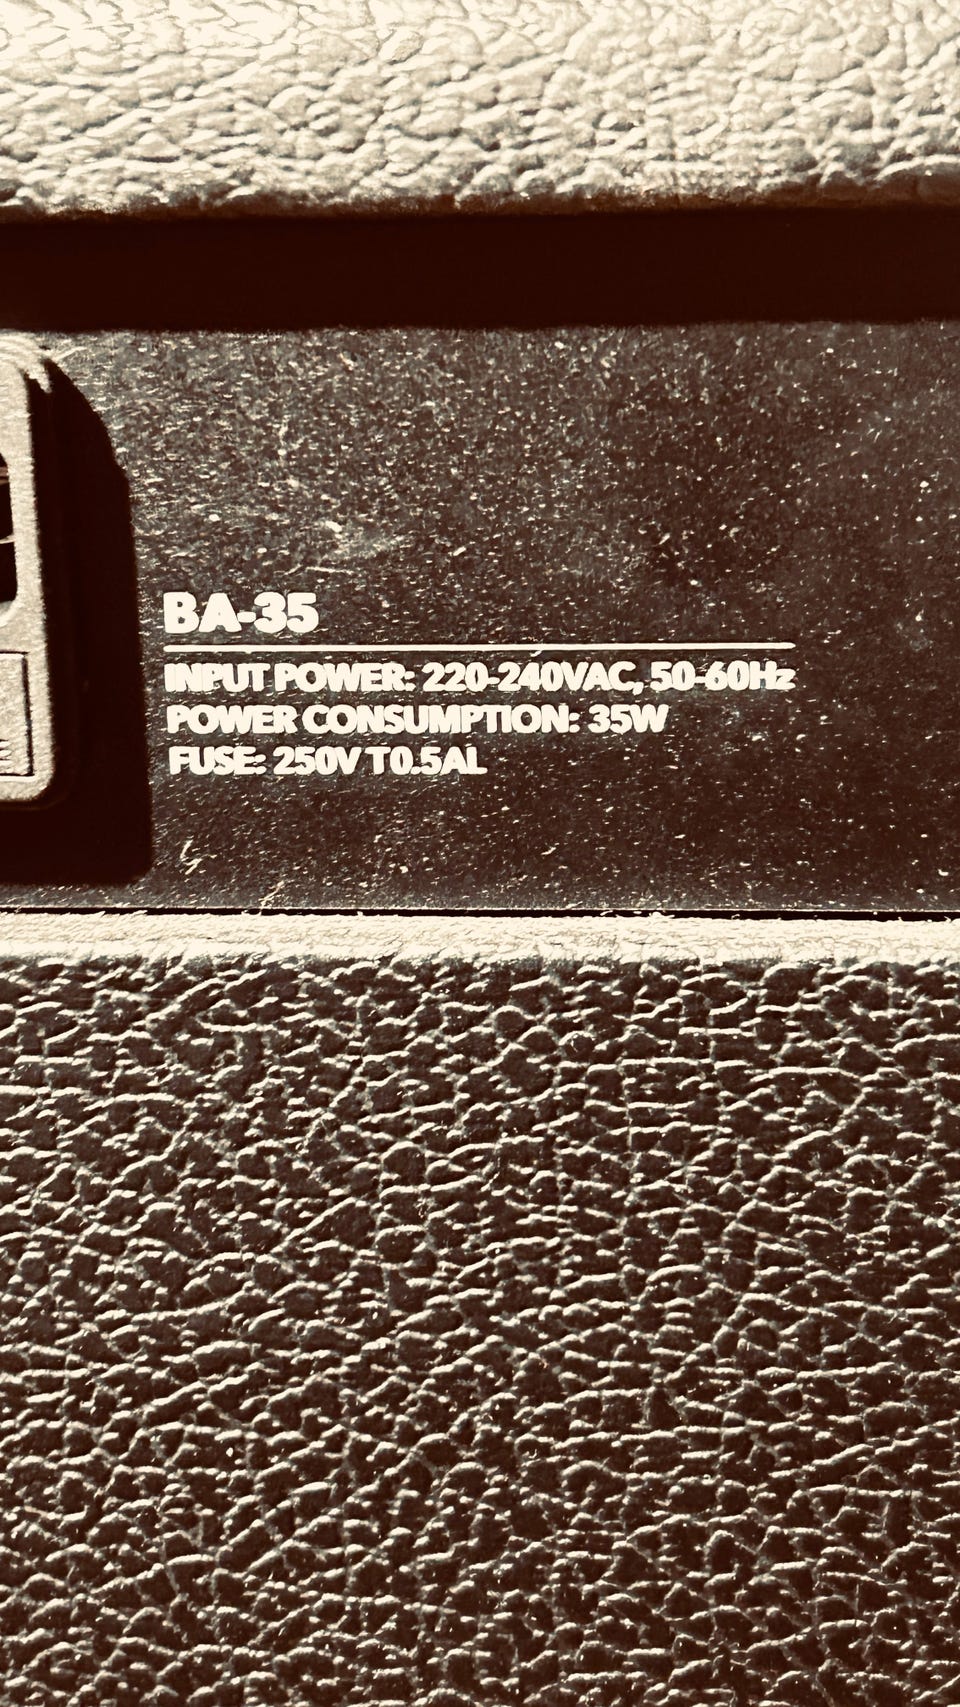 BA-35
INPUT POWER: 220-240VAC, 50-60Hz
POWER CONSUMPTION: 35W
FUSE: 250V T0.5AL